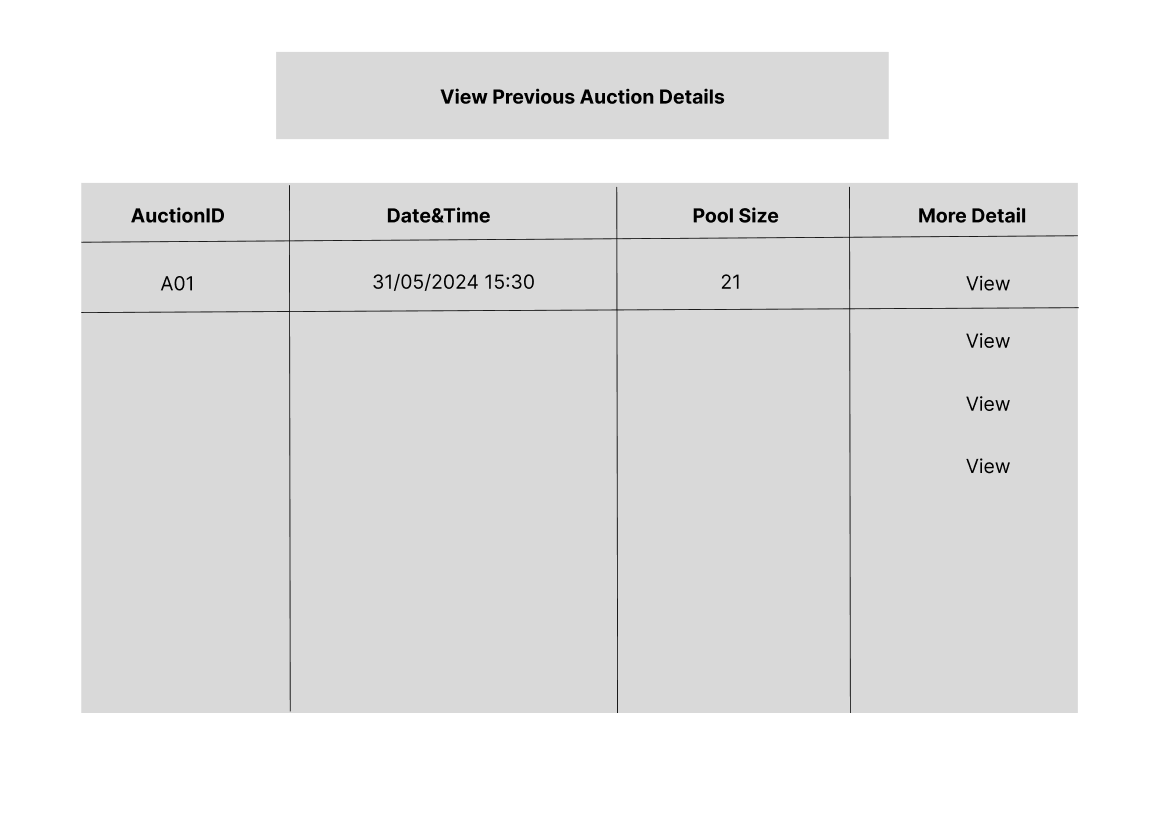 View Previous Auction Details
AuctionID Date&Time Pool Size More Detail
A01 31/05/2024 15:30 21 View
View
View
View